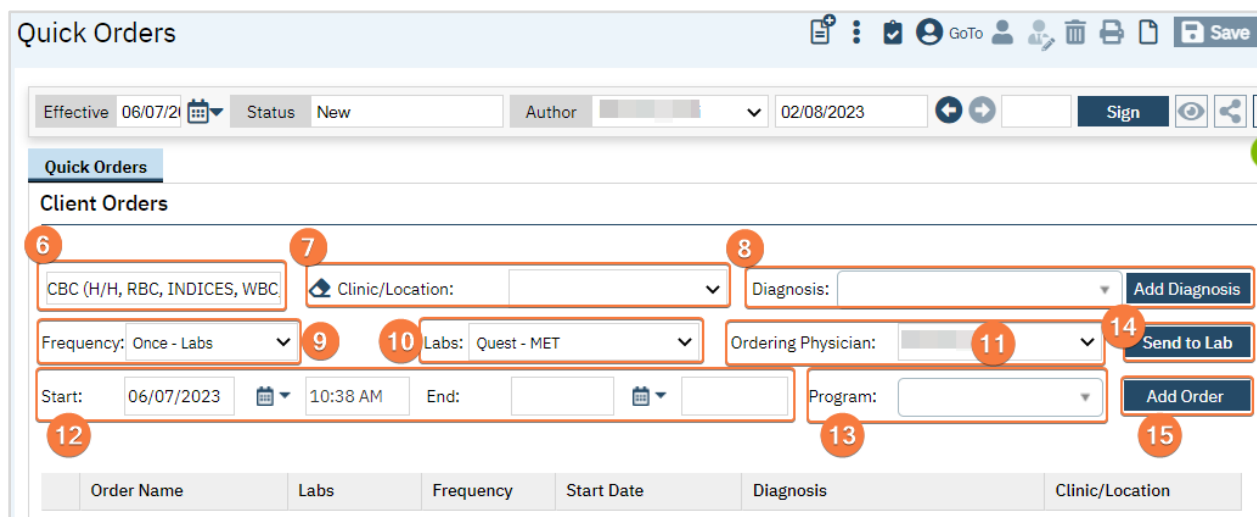 Quick Orders GoTo Save
Effective 06/07/2 Status New Author 02/08/2023 Sign
Quick Orders
Client Orders
6 7 8
CBC (H/H, RBC, INDICES, WBC, Clinic/Location: Diagnosis: Add Diagnosis
Frequency: Once - Labs 9 10 Labs: Quest - MET Ordering Physician: 11 14 Send to Lab
Start: 06/07/2023 10:38 AM End: Program: Add Order
12 13 15
Order Name Labs Frequency Start Date Diagnosis Clinic/Location